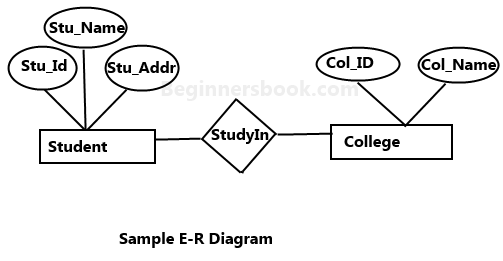 Stu_Name
Stu_Id
Stu_Addr
Col_ID
Col_Name
Beginnersbook.com
Student
StudyIn
College
Sample E-R Diagram